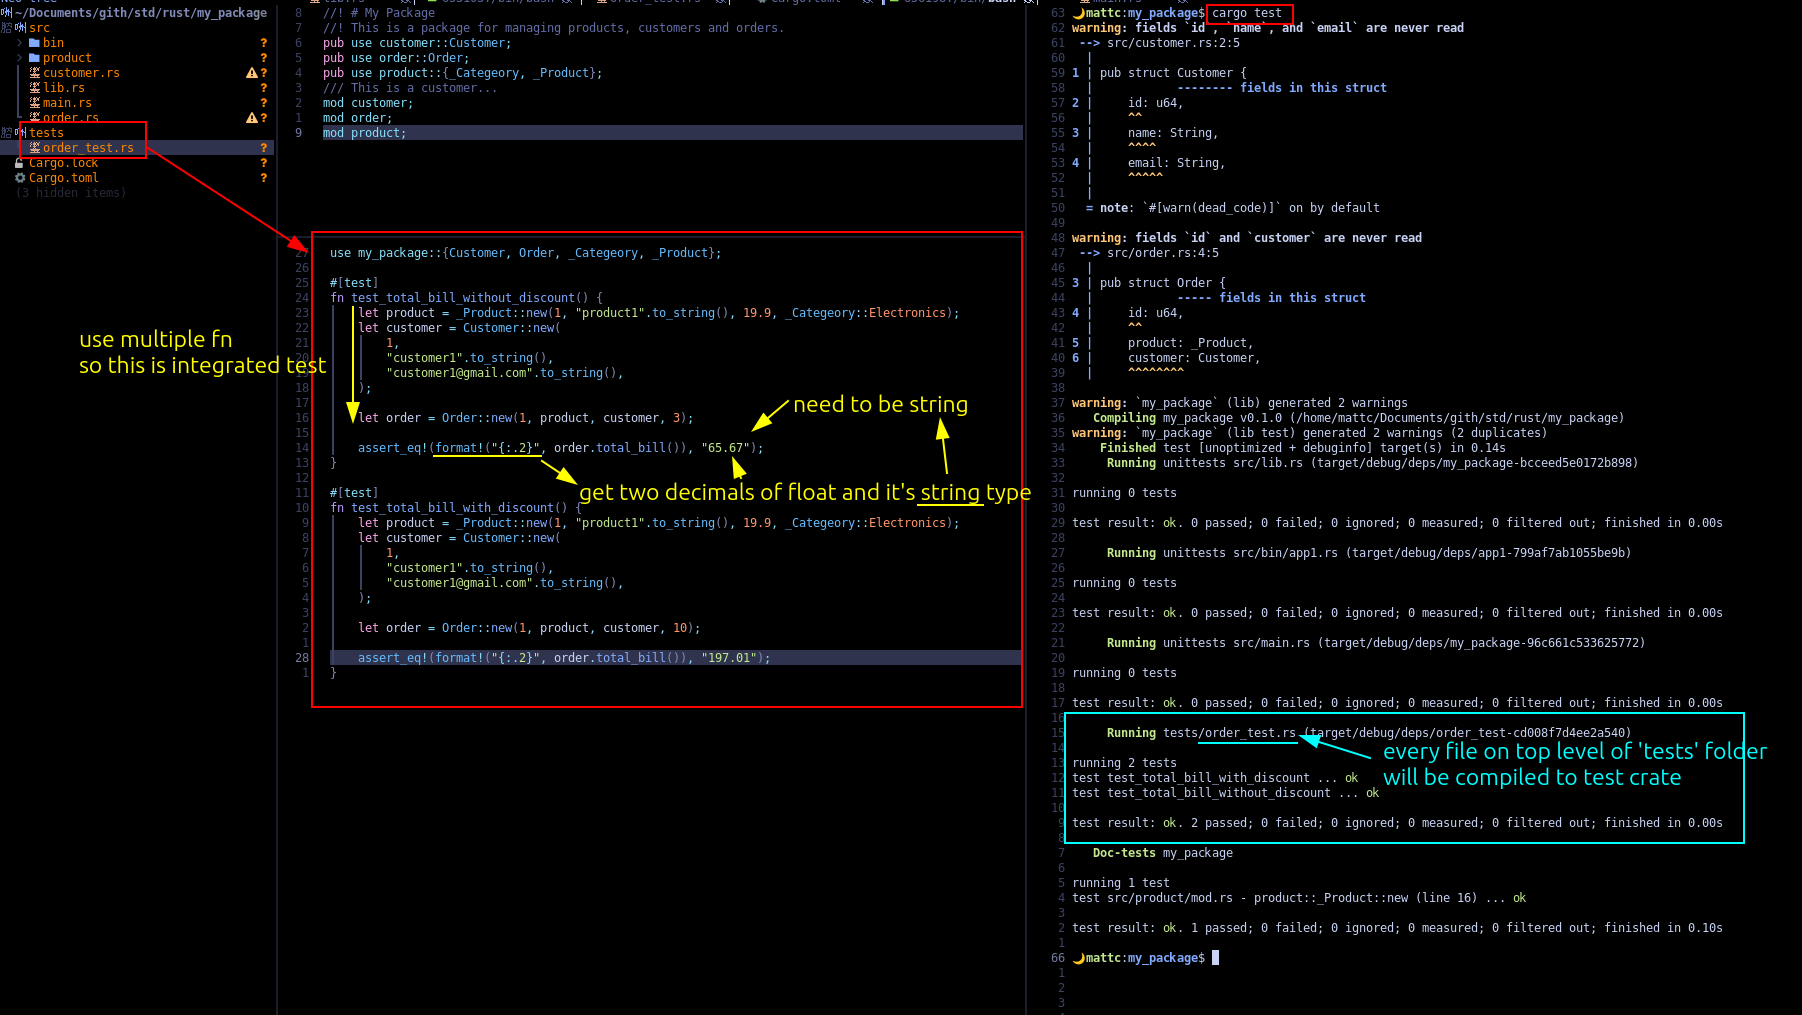 ~/Documents/gith/std/rust/my_package
src
bin ?
product ?
customer.rs ?
lib.rs ?
main.rs ?
order.rs ?
tests
order_test.rs ?
Cargo.lock ?
Cargo.toml ?
(3 hidden items)
use multiple fn
so this is integrated test
8 //! # My Package
7 //! This is a package for managing products, customers and orders.
6 pub use customer::Customer;
5 pub use order::Order;
4 pub use product::{_Categeory, _Product};
3 /// This is a customer...
2 mod customer;
1 mod order;
9 mod product;
27 use my_package::{Customer, Order, _Categeory, _Product};
26
25 #[test]
24 fn test_total_bill_without_discount() {
23 let product = _Product::new(1, "product1".to_string(), 19.9, _Categeory::Electronics);
22 let customer = Customer::new(
21 1,
20 "customer1".to_string(),
"customer1@gmail.com".to_string(),
18 );
17
16 let order = Order::new(1, product, customer, 3);
15
14 assert_eq!(format!("{:.2}", order.total_bill()), "65.67");
13 }
12
11 #[test]
10 fn test_total_bill_with_discount() {
9 let product = _Product::new(1, "product1".to_string(), 19.9, _Categeory::Electronics);
8 let customer = Customer::new(
7 1,
6 "customer1".to_string(),
5 "customer1@gmail.com".to_string(),
4 );
3
2 let order = Order::new(1, product, customer, 10);
1
28 assert_eq!(format!("{:.2}", order.total_bill()), "197.01");
1 }
need to be string
get two decimals of float and it's string type
63 mattc:my_package$ cargo test
62 warning: fields `id`, `name`, and `email` are never read
61 --> src/customer.rs:2:5
60 |
59 1 | pub struct Customer {
58 | -------- fields in this struct
57 2 | id: u64,
56 | ^^
55 3 | name: String,
54 | ^^^^
53 4 | email: String,
52 | ^^^^^
51 |
50 = note: `#[warn(dead_code)]` on by default
49
48 warning: fields `id` and `customer` are never read
47 --> src/order.rs:4:5
46 |
45 3 | pub struct Order {
44 | ----- fields in this struct
43 4 | id: u64,
42 | ^^
41 5 | product: _Product,
40 6 | customer: Customer,
39 | ^^^^^^^^
38
37 warning: `my_package` (lib) generated 2 warnings
36 Compiling my_package v0.1.0 (/home/mattc/Documents/gith/std/rust/my_package)
35 warning: `my_package` (lib test) generated 2 warnings (2 duplicates)
34 Finished test [unoptimized + debuginfo] target(s) in 0.14s
33 Running unittests src/lib.rs (target/debug/deps/my_package-bcceed5e0172b898)
32
31 running 0 tests
30
29 test result: ok. 0 passed; 0 failed; 0 ignored; 0 measured; 0 filtered out; finished in 0.00s
28
27 Running unittests src/bin/app1.rs (target/debug/deps/app1-799af7ab1055be9b)
26
25 running 0 tests
24
23 test result: ok. 0 passed; 0 failed; 0 ignored; 0 measured; 0 filtered out; finished in 0.00s
22
21 Running unittests src/main.rs (target/debug/deps/my_package-96c661c533625772)
20
19 running 0 tests
18
17 test result: ok. 0 passed; 0 failed; 0 ignored; 0 measured; 0 filtered out; finished in 0.00s
16
15 Running tests/order_test.rs (target/debug/deps/order_test-cd008f7d4ee2a540)
14
13 running 2 tests
12 test test_total_bill_with_discount ... ok
11 test test_total_bill_without_discount ... ok
10
9 test result: ok. 2 passed; 0 failed; 0 ignored; 0 measured; 0 filtered out; finished in 0.00s
8
7 Doc-tests my_package
6
5 running 1 test
4 test src/product/mod.rs - product::_Product::new (line 16) ... ok
3
2 test result: ok. 1 passed; 0 failed; 0 ignored; 0 measured; 0 filtered out; finished in 0.10s
1
66 mattc:my_package$
1
2
3
every file on top level of 'tests' folder
will be compiled to test crate